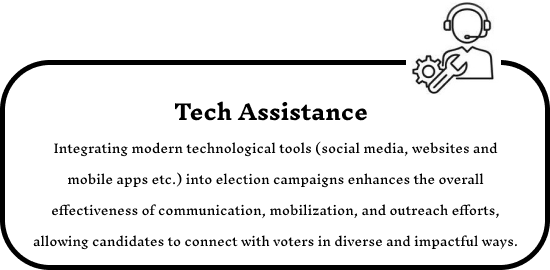 Tech Assistance
Integrating modern technological tools (social media, websites and
mobile apps etc.) into election campaigns enhances the overall
effectiveness of communication, mobilization, and outreach efforts,
allowing candidates to connect with voters in diverse and impactful ways.